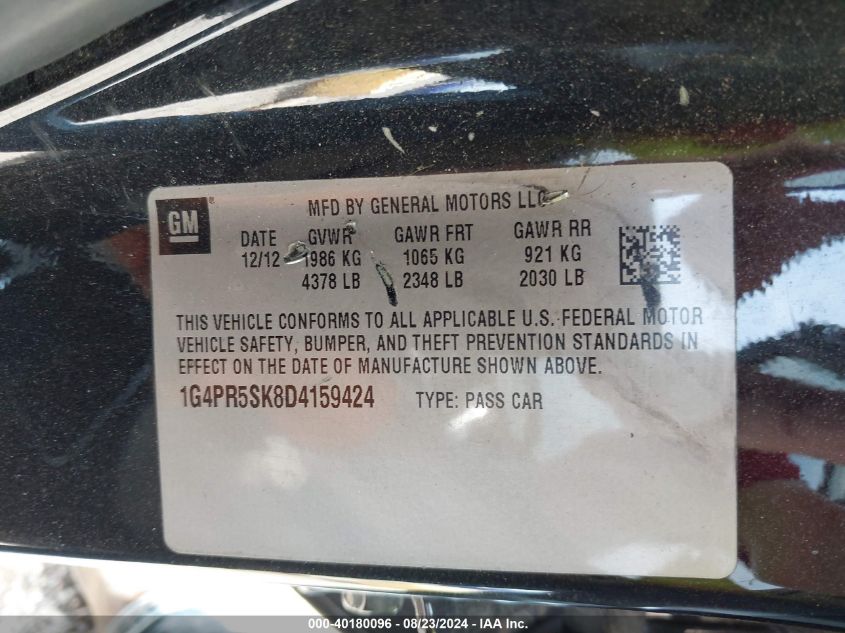 GM
MFD BY GENERAL MOTORS LLC
DATE GVWR GAWR FRT GAWR RR
12/12 1986 KG 1065 KG 921 KG
4378 LB 2348 LB 2030 LB
THIS VEHICLE CONFORMS TO ALL APPLICABLE U.S. FEDERAL MOTOR
VEHICLE SAFETY, BUMPER, AND THEFT PREVENTION STANDARDS IN
EFFECT ON THE DATE OF MANUFACTURE SHOWN ABOVE.
1G4PR5SK8D4159424 TYPE: PASS CAR
---40180096 --- 08/23/2024 --- IAA Inc. ---